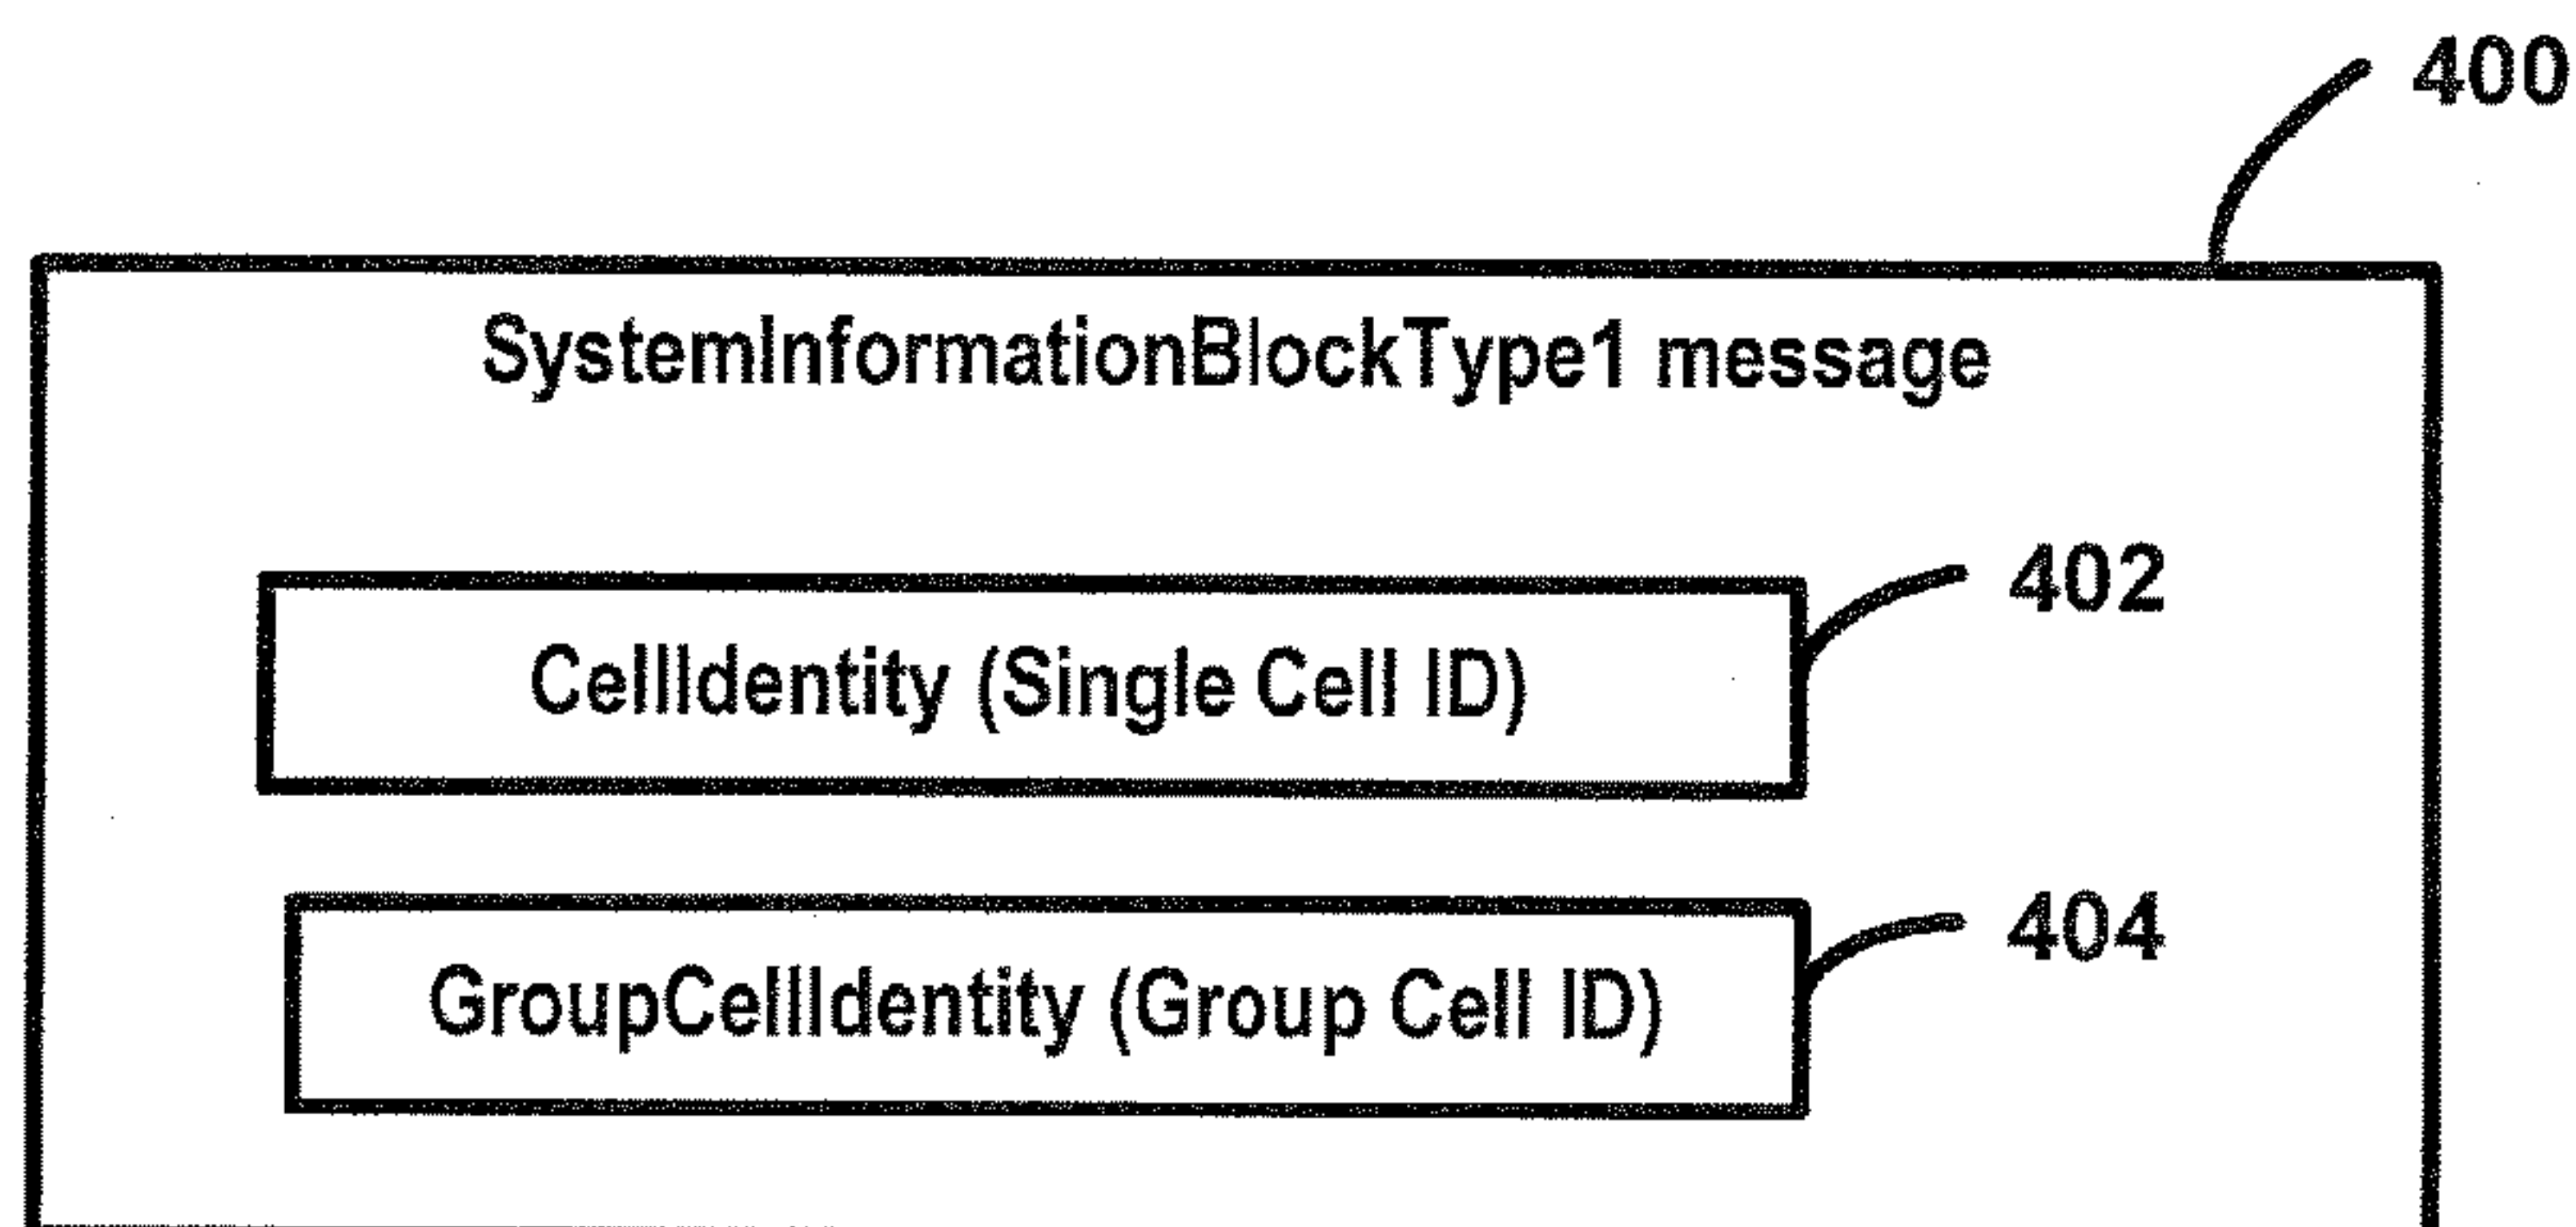 400
SystemInformationBlockType1 message
402
CellIdentity (Single Cell ID)
404
GroupCellIdentity (Group Cell ID)